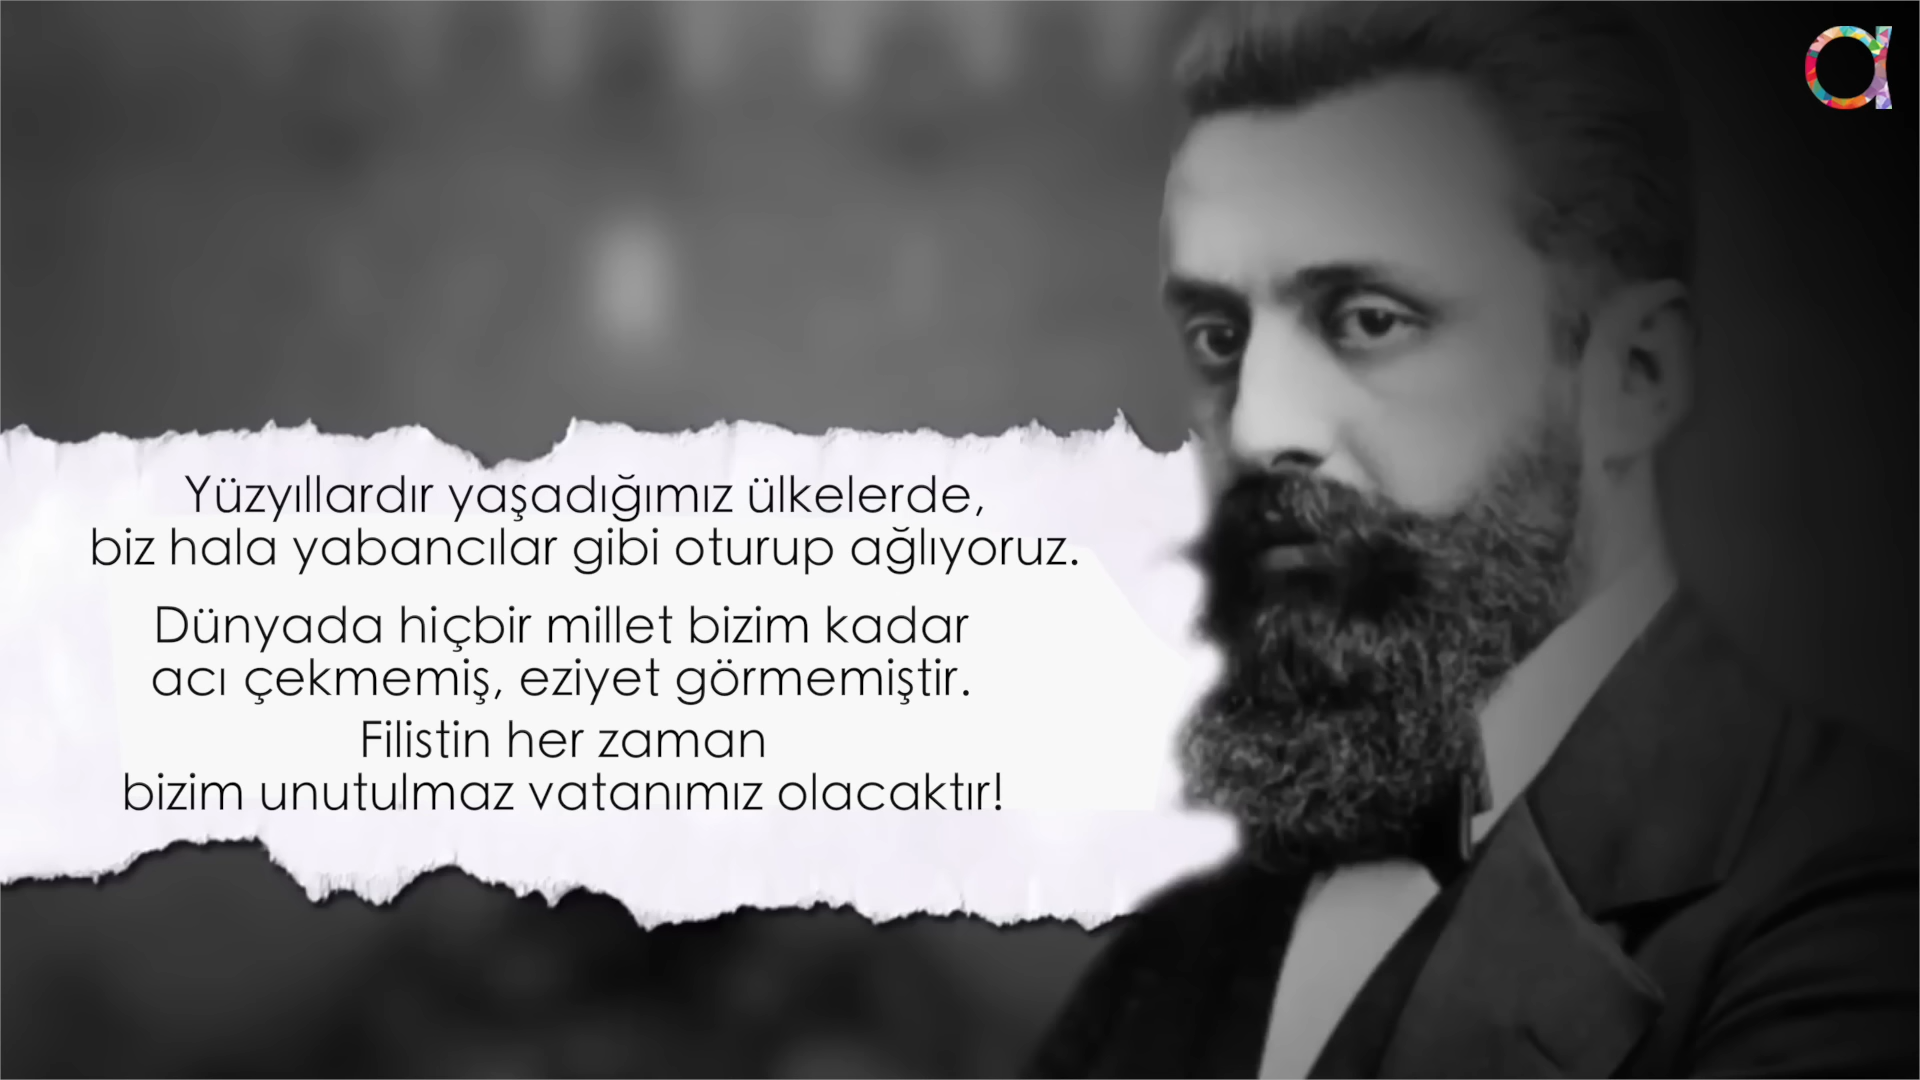 Yüzyıllardır yaşadığımız ülkelerde,
biz hala yabancılar gibi oturup ağlıyoruz.
Dünyada hiçbir millet bizim kadar
acı çekmemiş, eziyet görmemiştir.
Filistin her zaman
bizim unutulmaz vatanımız olacaktır!